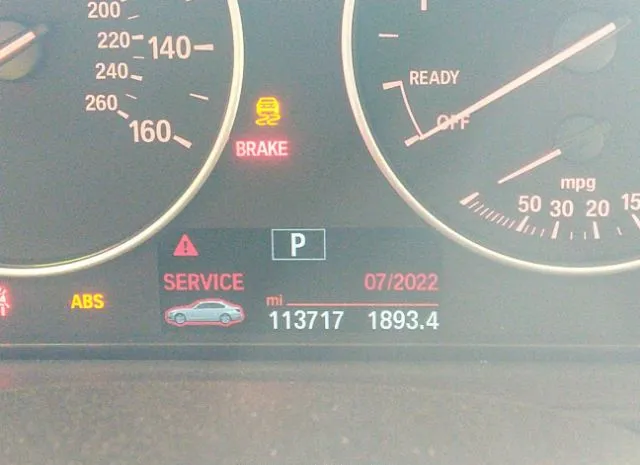 200
220 140
240
260
160
BRAKE
READY
OFF
mpg
50 30 20 15
P
SERVICE 07/2022
ABS
mi
113717 1893.4